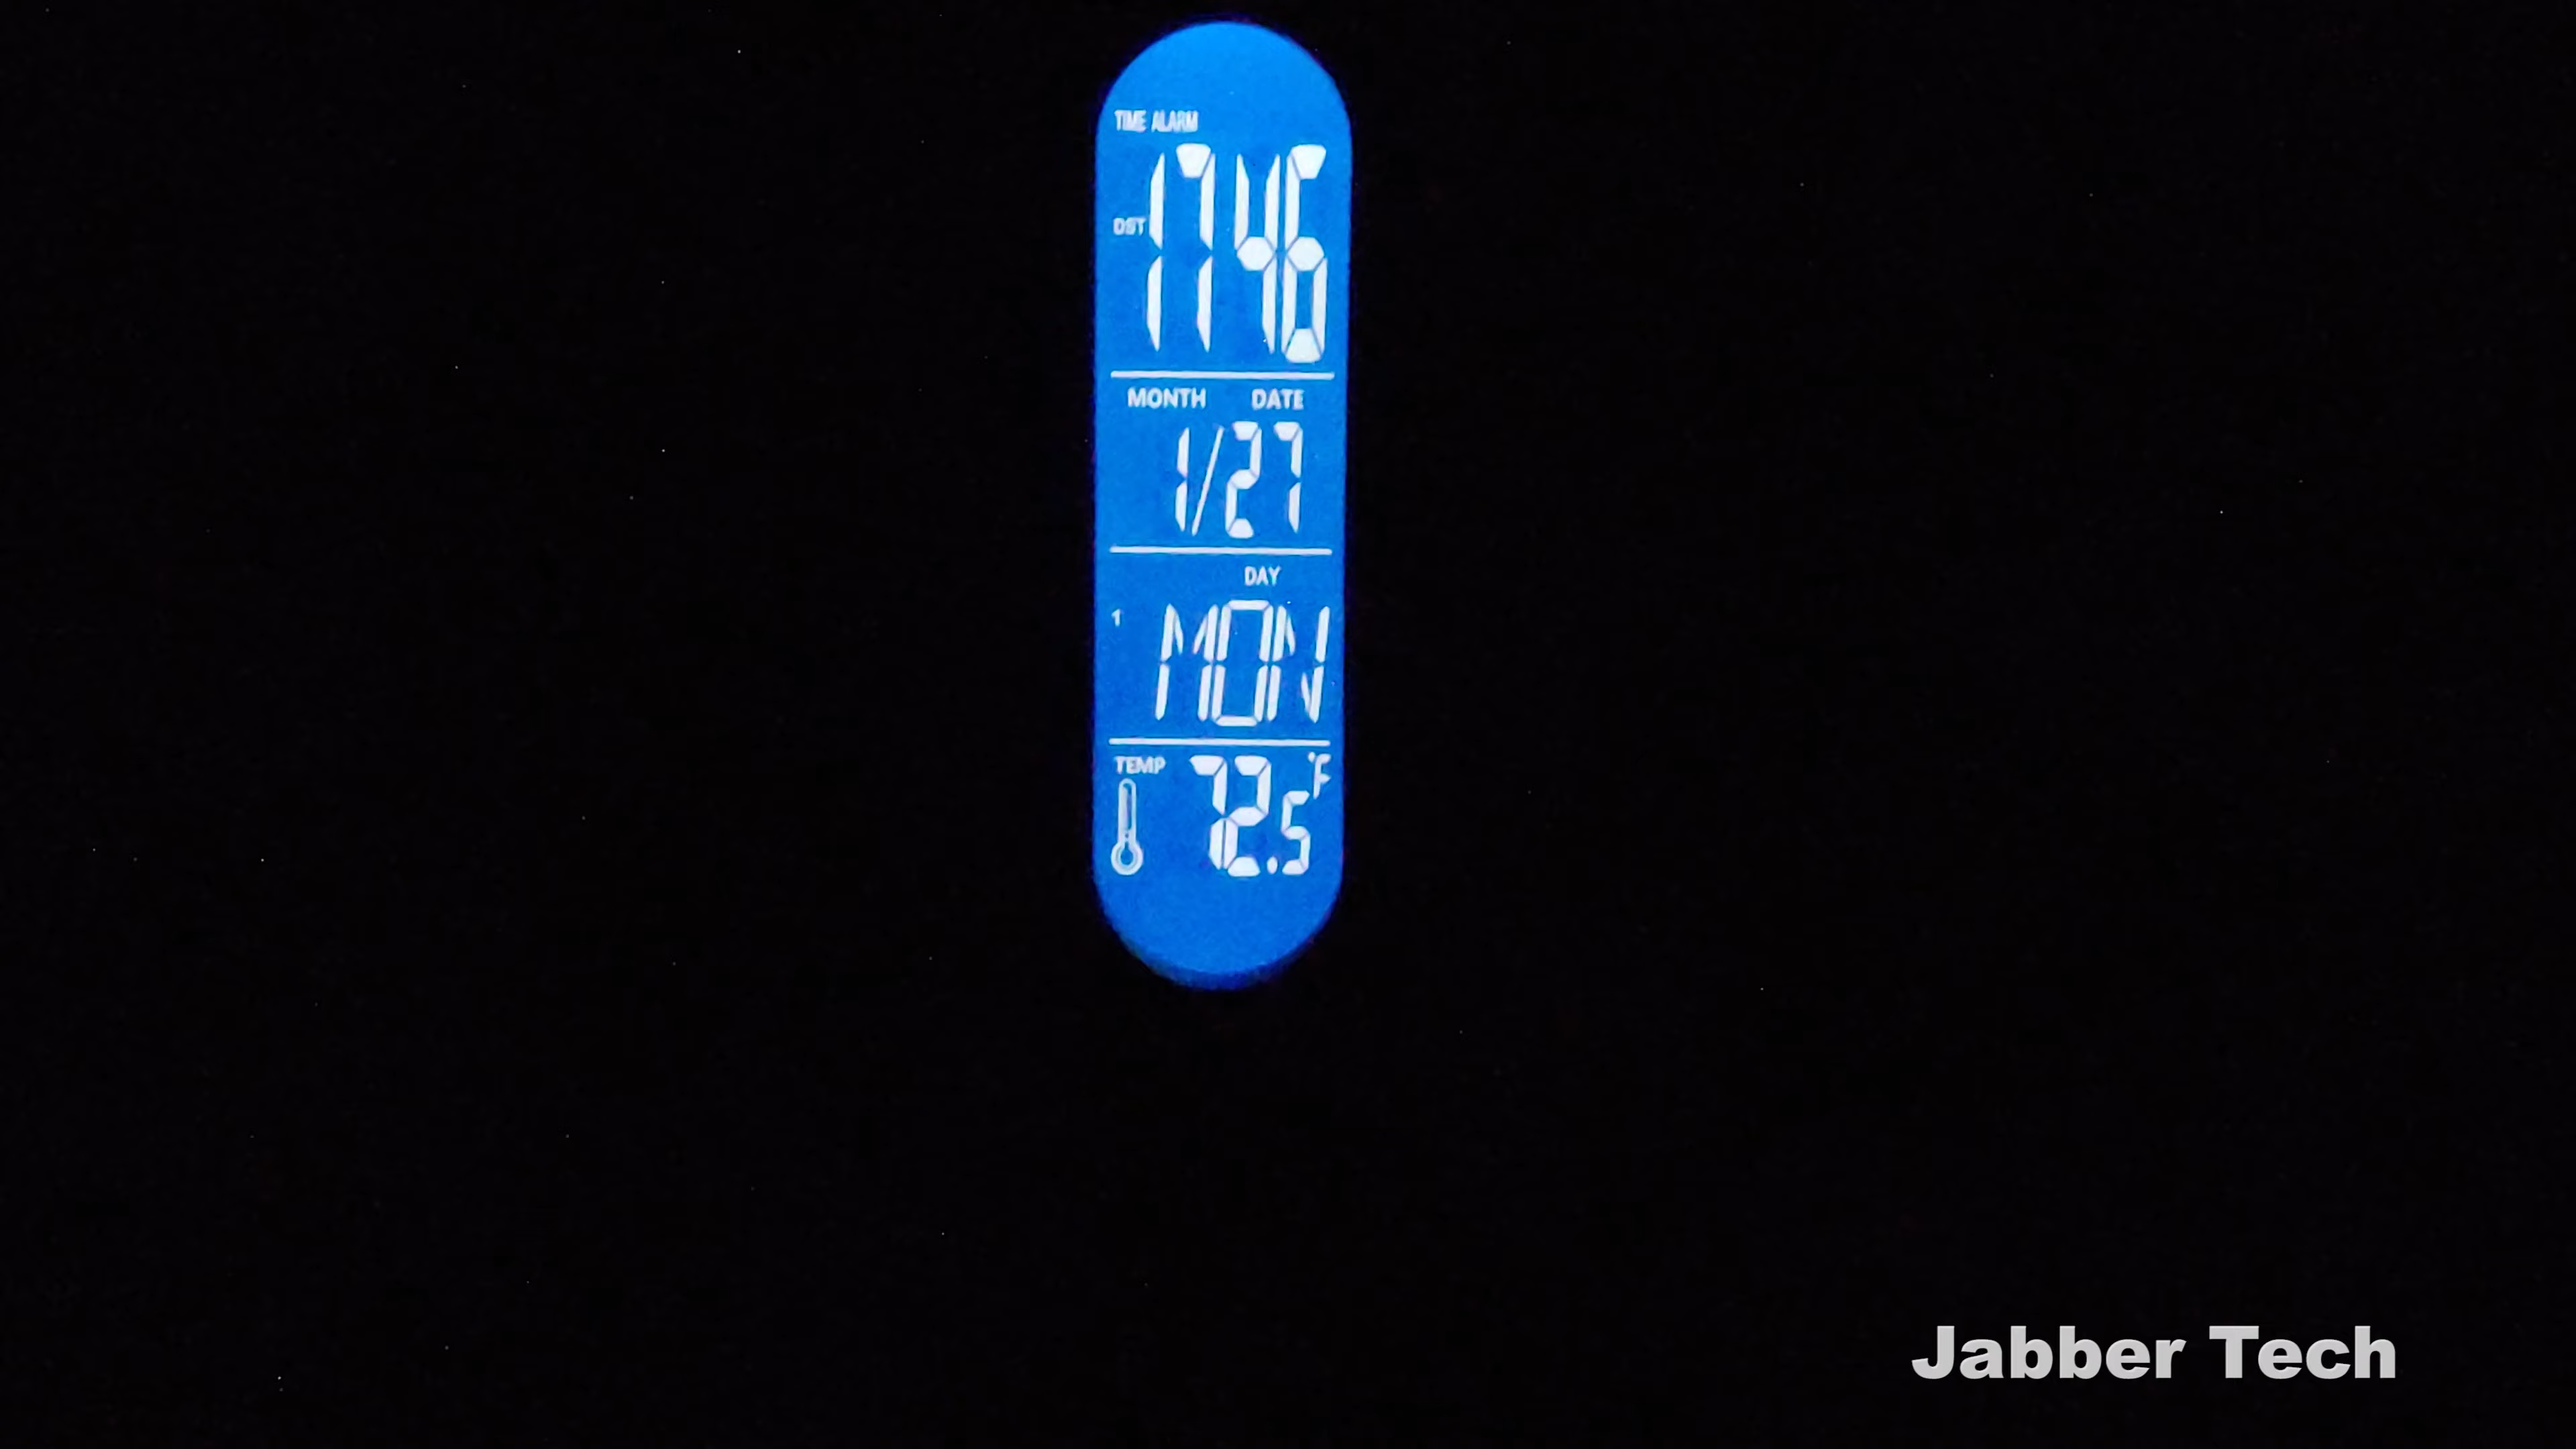 TIME ALARM
DST
1746
MONTH DATE
1/27
DAY
1
MON
TEMP
72.5 °F
Jabber Tech